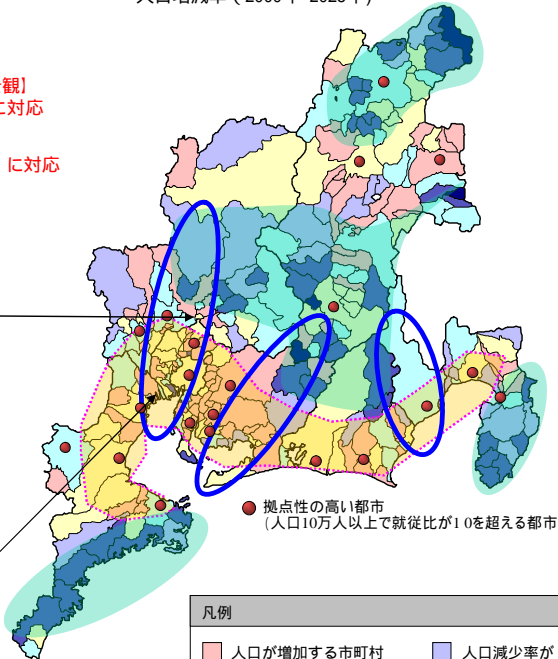 観】
に対応
に対応
拠点性の高い都市
(人口10万人以上で就従比が1.0を超える都市
凡例
人口が増加する市町村
人口減少率が